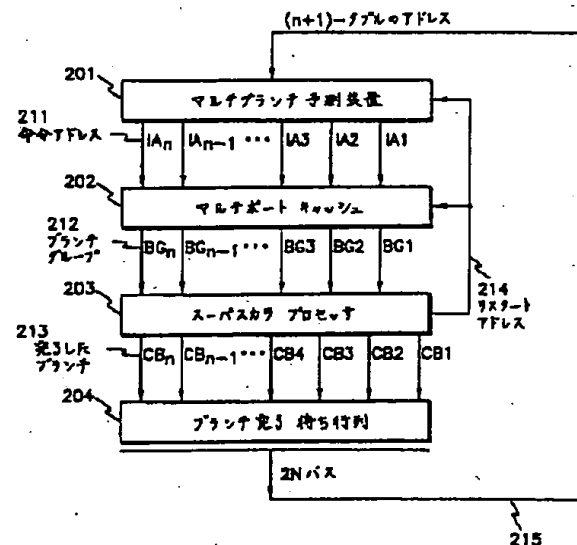 (n+1)-タプルのアドレス
201
マルチブランチ 予測装置
211
命令アドレス
IAn IAn-1 ••• IA3 IA2 IA1
202
マルチポート キャッシュ
212
ブランチ
グループ
BGn BGn-1 ••• BG3 BG2 BG1
214
リスタート
アドレス
203
スーパスカラ プロセッサ
213
完了した
ブランチ
CBn CBn-1 ••• CB4 CB3 CB2 CB1
204
ブランチ完了 待ち行列
2Nバス
215